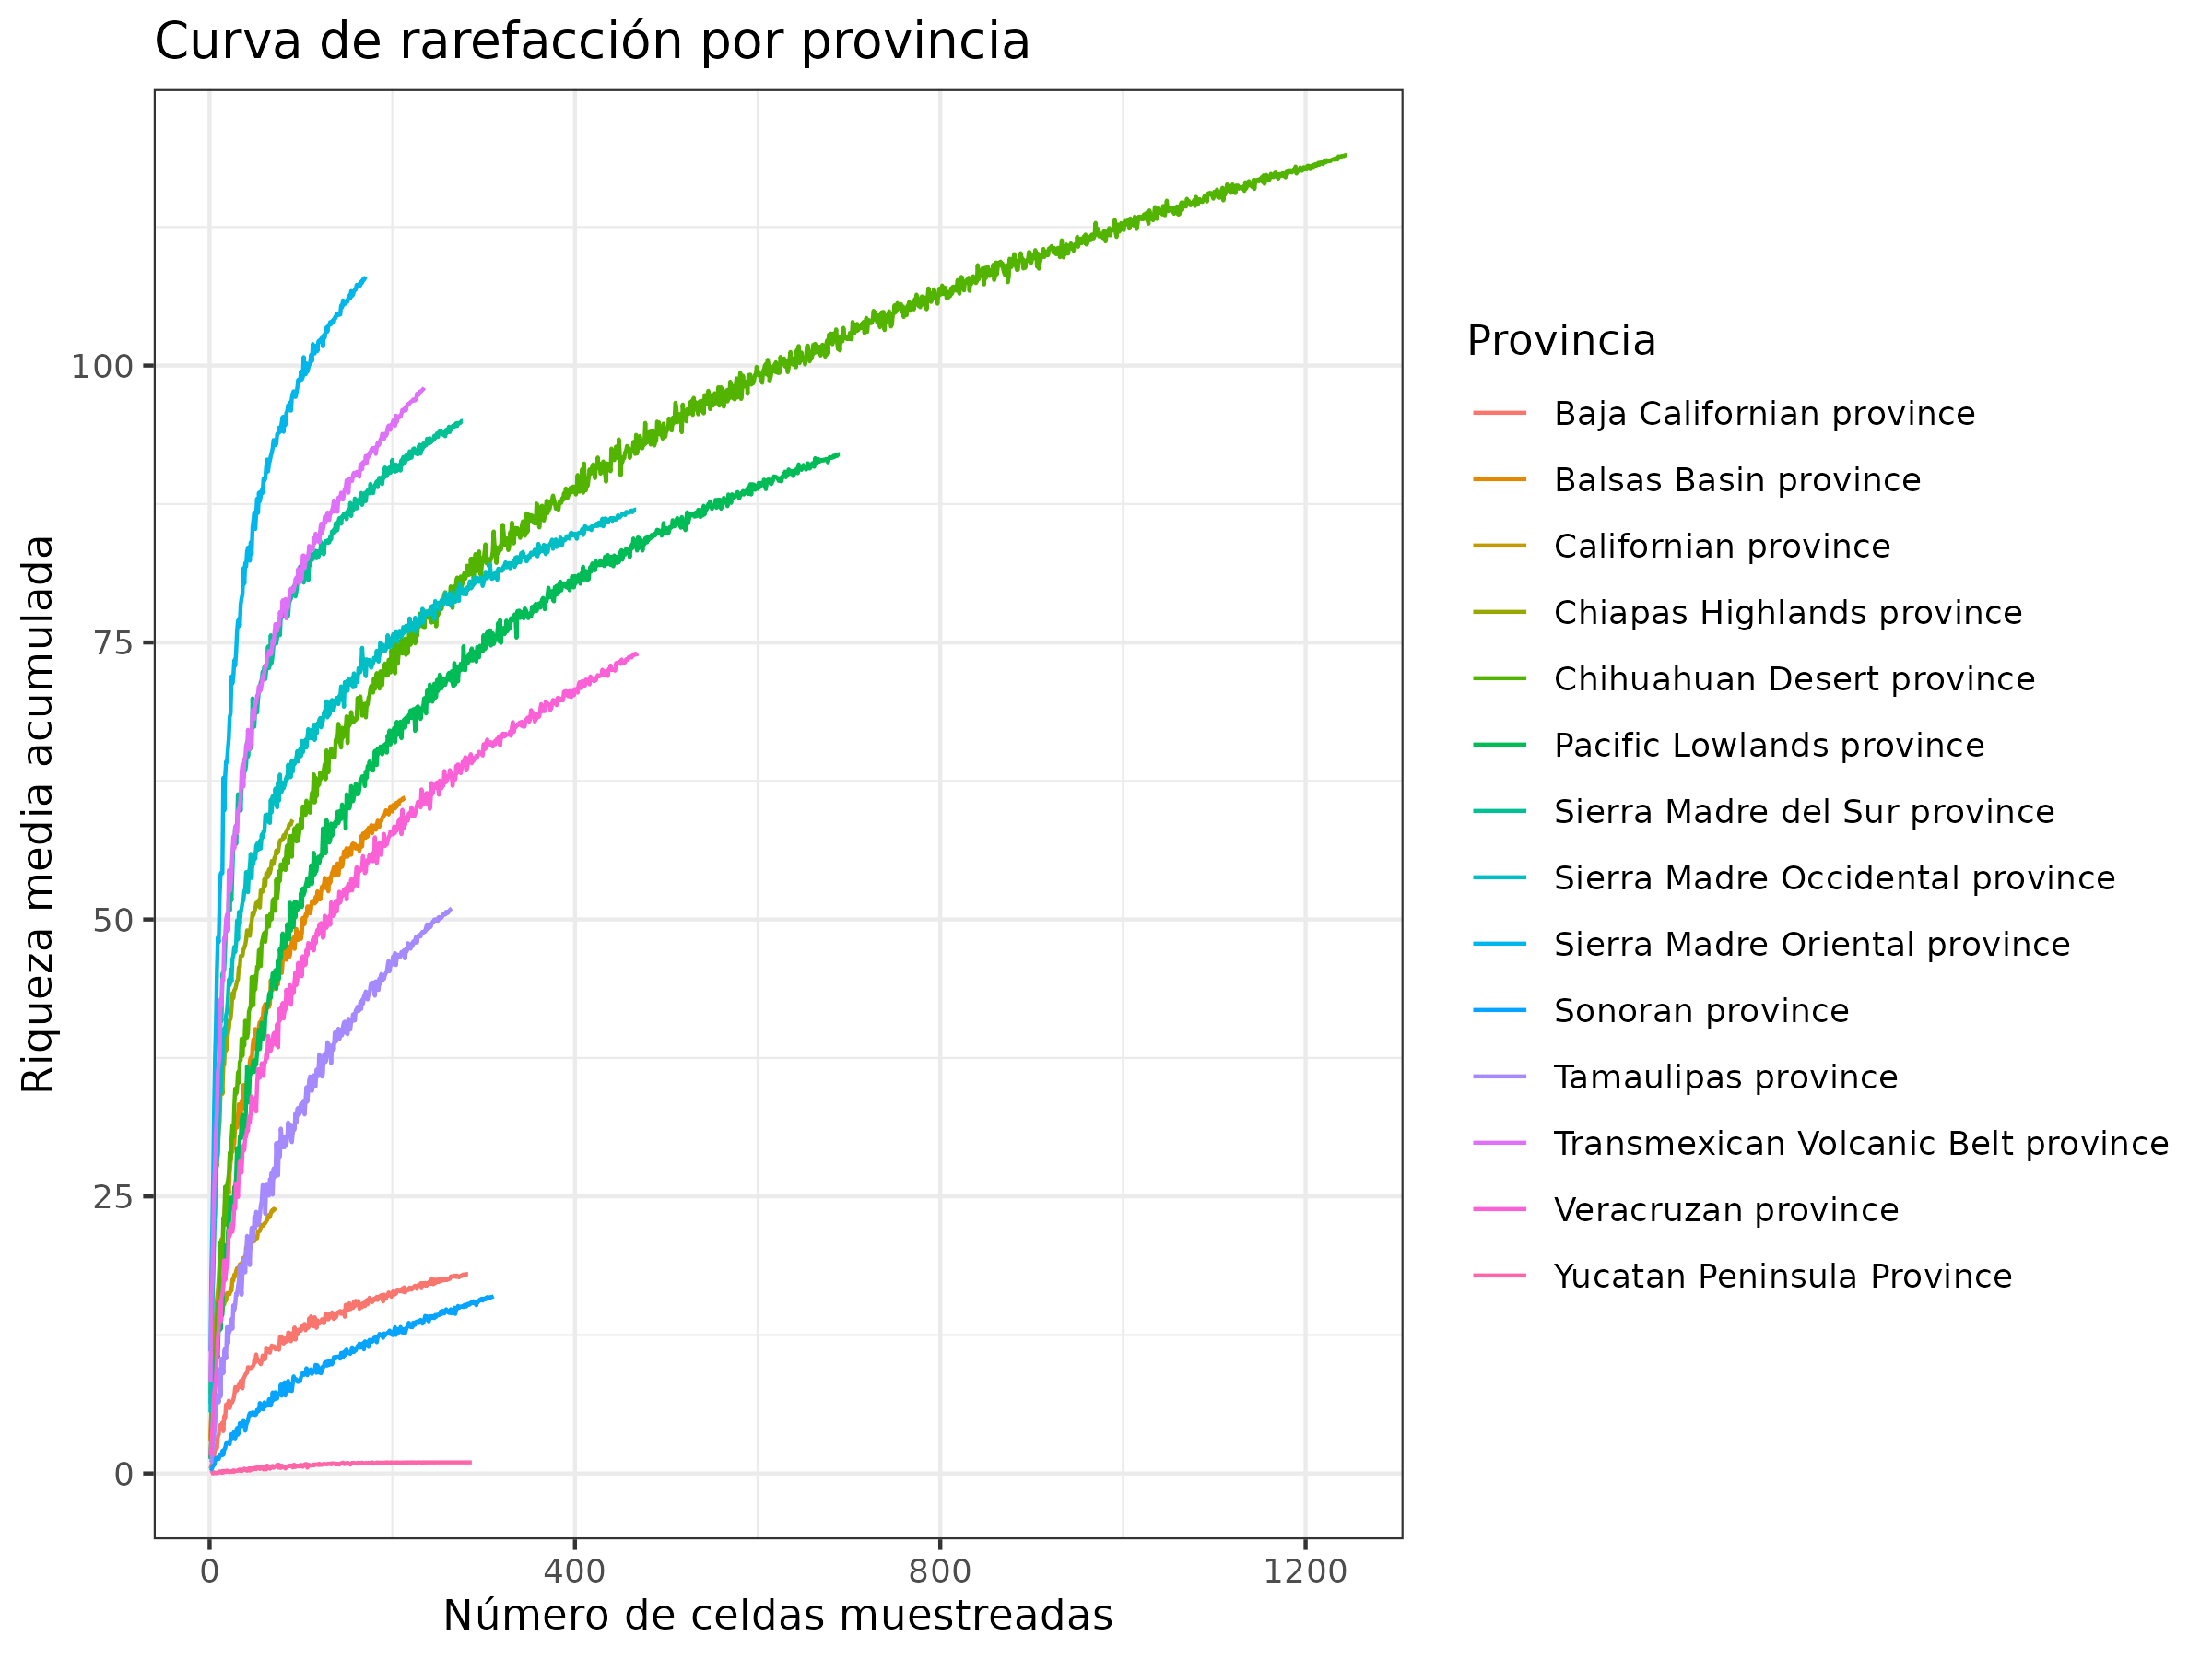 Curva de rarefacción por provincia
Riqueza media acumulada
100
75
50
25
0
0 400 800 1200
Número de celdas muestreadas
Provincia
Baja Californian province
Balsas Basin province
Californian province
Chiapas Highlands province
Chihuahuan Desert province
Pacific Lowlands province
Sierra Madre del Sur province
Sierra Madre Occidental province
Sierra Madre Oriental province
Sonoran province
Tamaulipas province
Transmexican Volcanic Belt province
Veracruzan province
Yucatan Peninsula Province